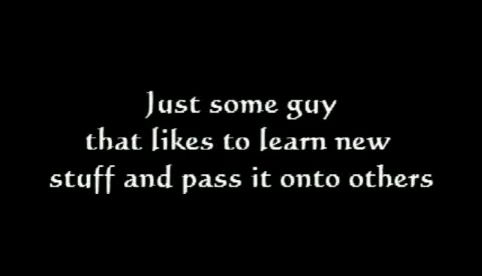 Just some guy
that likes to learn new
stuff and pass it onto others